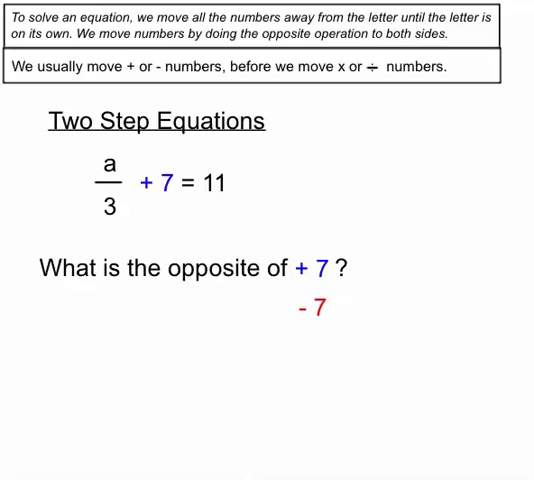 To solve an equation, we move all the numbers away from the letter until the letter is
on its own. We move numbers by doing the opposite operation to both sides.
We usually move + or - numbers, before we move x or ÷ numbers.
Two Step Equations
a
+ 7 = 11
3
What is the opposite of + 7 ?
- 7